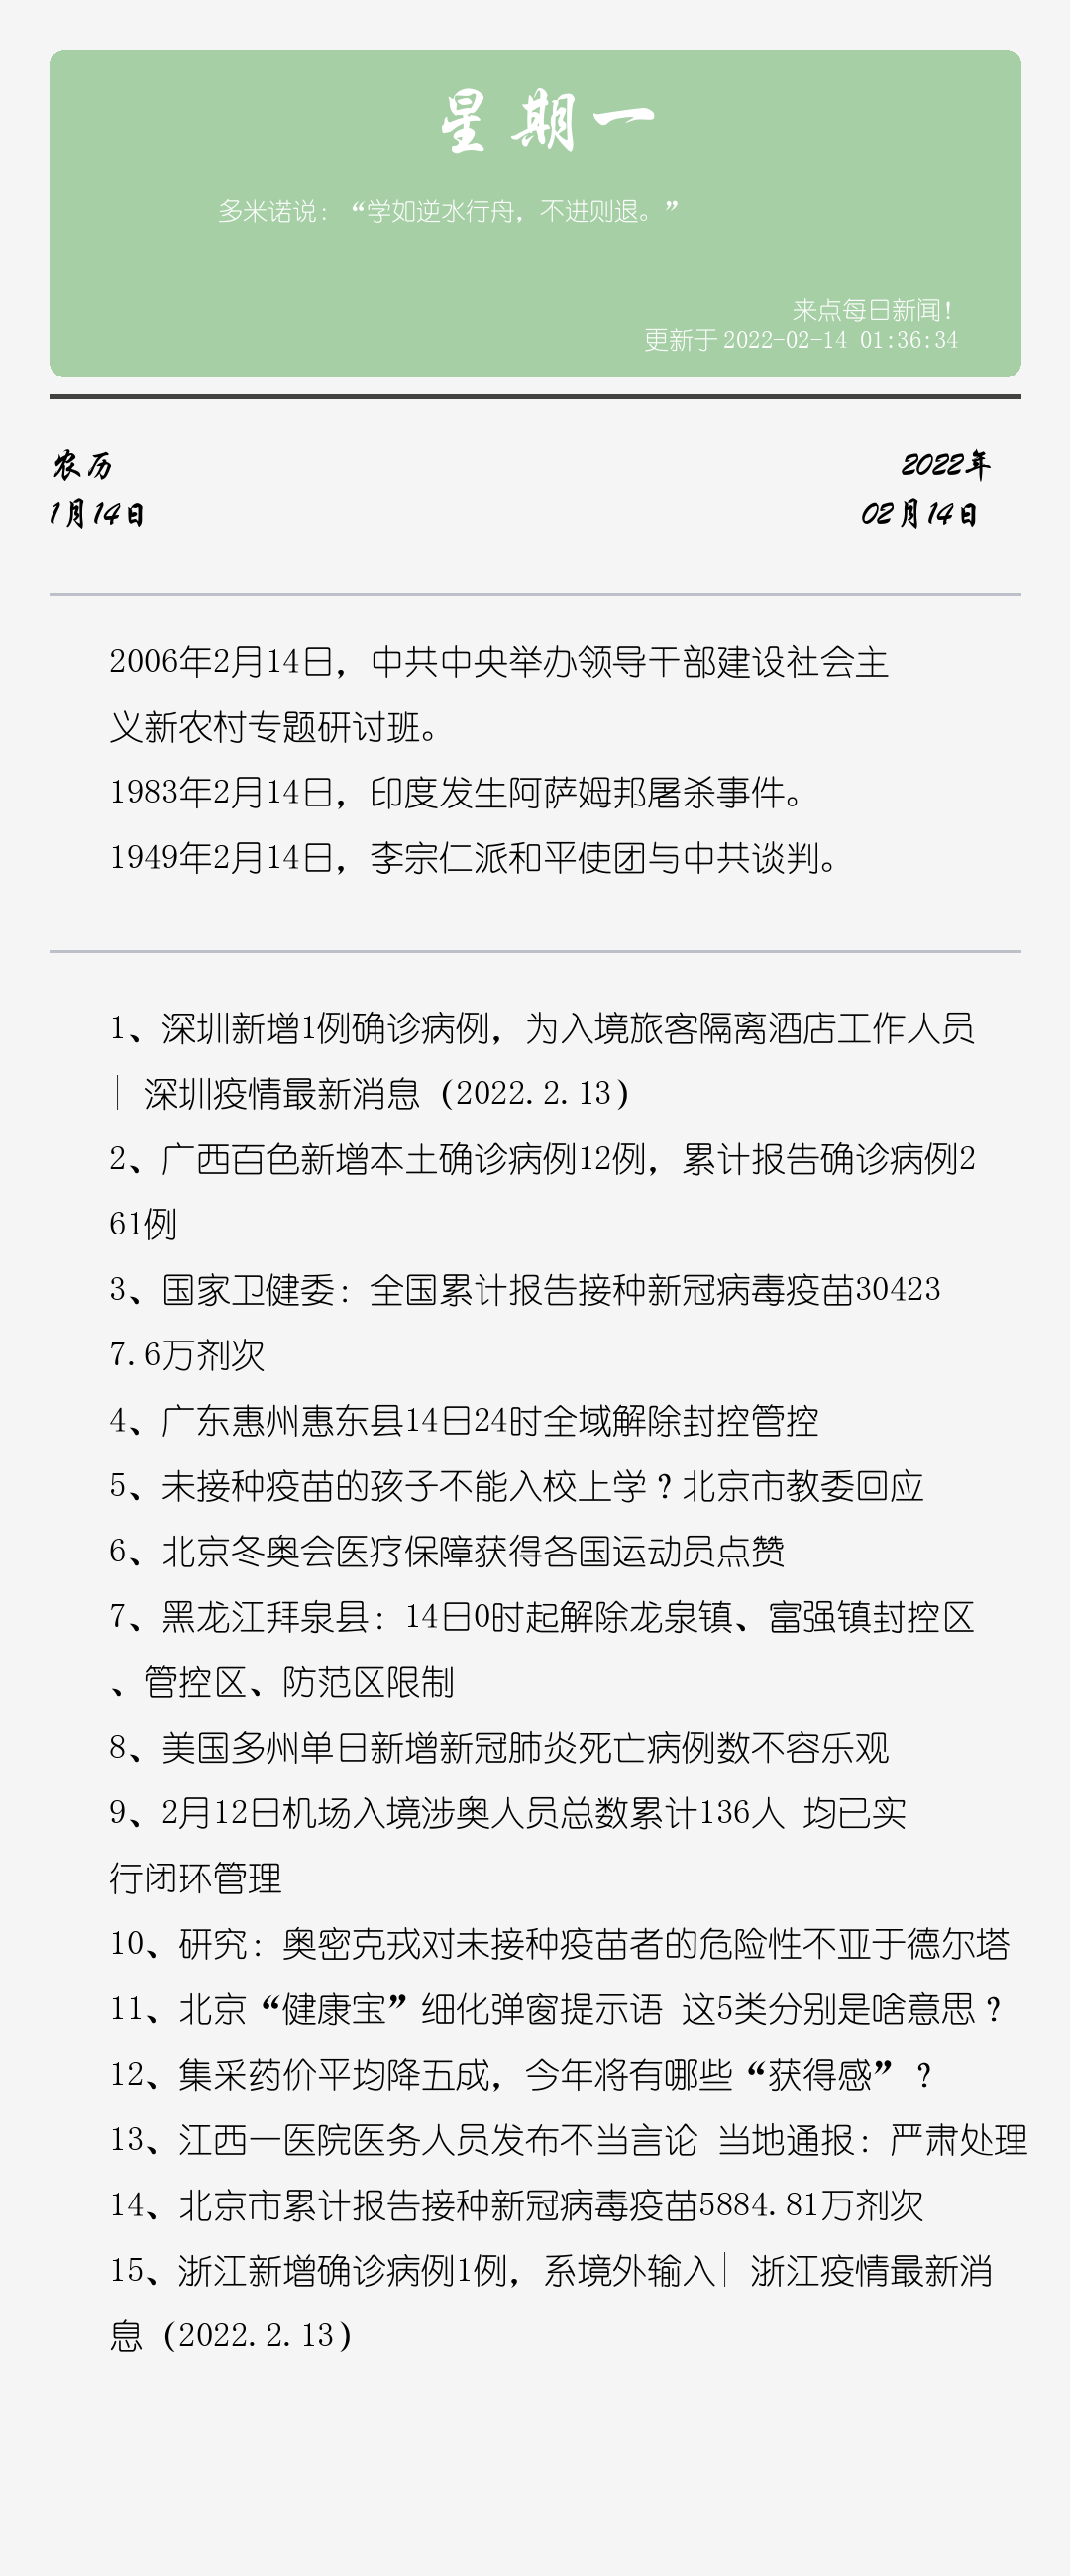 星期一
多米诺说：“学如逆水行舟，不进则退。”
来点每日新闻！
更新于 2022-02-14 01:36:34
农历
1月14日
2022年
02月14日
2006年2月14日，中共中央举办领导干部建设社会主
义新农村专题研讨班。
1983年2月14日，印度发生阿萨姆邦屠杀事件。
1949年2月14日，李宗仁派和平使团与中共谈判。
1、深圳新增1例确诊病例，为入境旅客隔离酒店工作人员
｜深圳疫情最新消息（2022.2.13）
2、广西百色新增本土确诊病例12例，累计报告确诊病例2
61例
3、国家卫健委：全国累计报告接种新冠病毒疫苗30423
7.6万剂次
4、广东惠州惠东县14日24时全域解除封控管控
5、未接种疫苗的孩子不能入校上学？北京市教委回应
6、北京冬奥会医疗保障获得各国运动员点赞
7、黑龙江拜泉县：14日0时起解除龙泉镇、富强镇封控区
、管控区、防范区限制
8、美国多州单日新增新冠肺炎死亡病例数不容乐观
9、2月12日机场入境涉奥人员总数累计136人 均已实
行闭环管理
10、研究：奥密克戎对未接种疫苗者的危险性不亚于德尔塔
11、北京“健康宝”细化弹窗提示语 这5类分别是啥意思？
12、集采药价平均降五成，今年将有哪些“获得感”？
13、江西一医院医务人员发布不当言论 当地通报：严肃处理
14、北京市累计报告接种新冠病毒疫苗5884.81万剂次
15、浙江新增确诊病例1例，系境外输入｜浙江疫情最新消
息（2022.2.13）